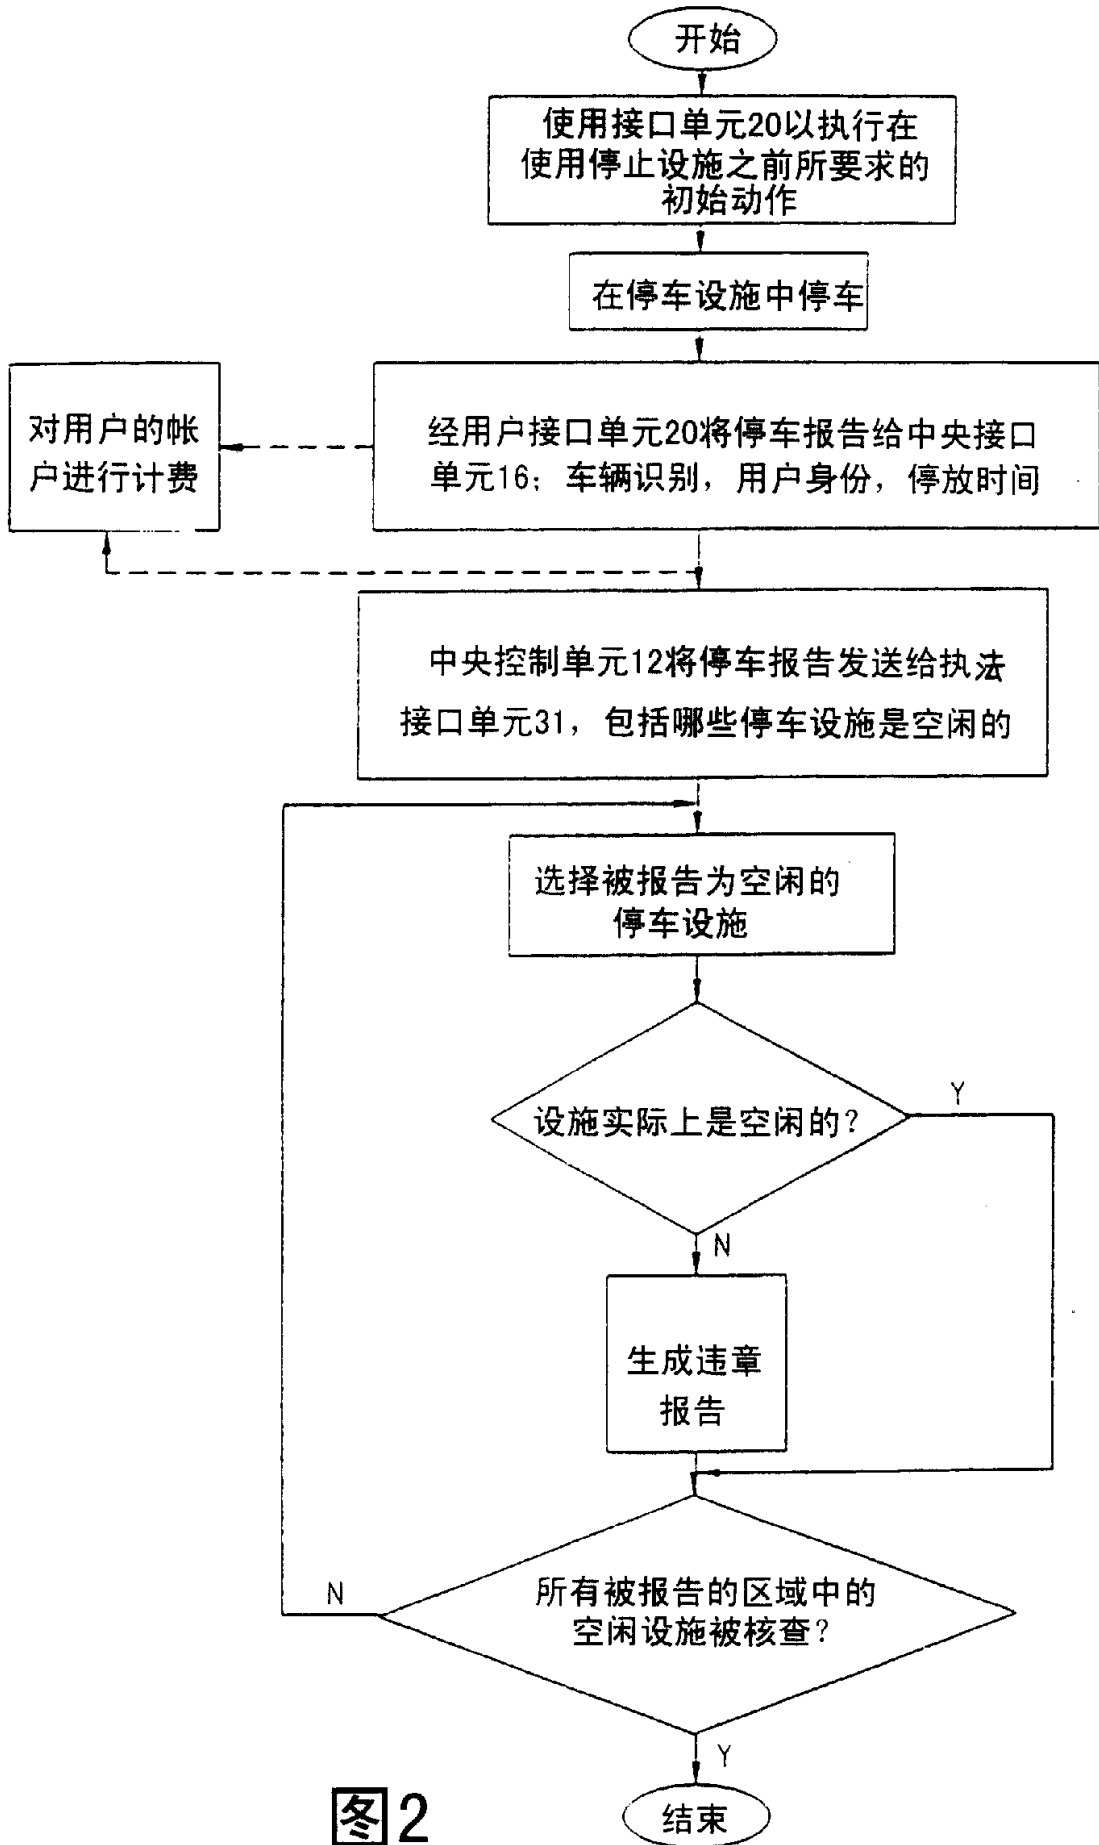 开始
使用接口单元20以执行在
使用停止设施之前所要求的
初始动作
在停车设施中停车
对用户的帐
户进行计费
经用户接口单元20将停车报告给中央接口
单元16；车辆识别，用户身份，停放时间
中央控制单元12将停车报告发送给执法
接口单元31，包括哪些停车设施是空闲的
选择被报告为空闲的
停车设施
设施实际上是空闲的？
Y
N
生成违章
报告
所有被报告的区域中的
空闲设施被核查？
N
Y
结束
图2